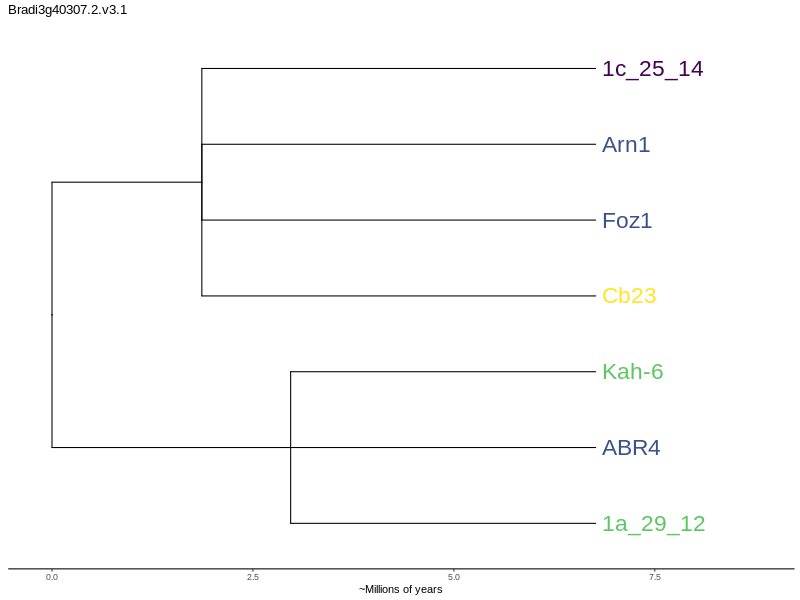 Bradi3g40307.2.v3.1
1c_25_14
Arn1
Foz1
Cb23
Kah-6
ABR4
1a_29_12
0.0 2.5 5.0 7.5
~Millions of years